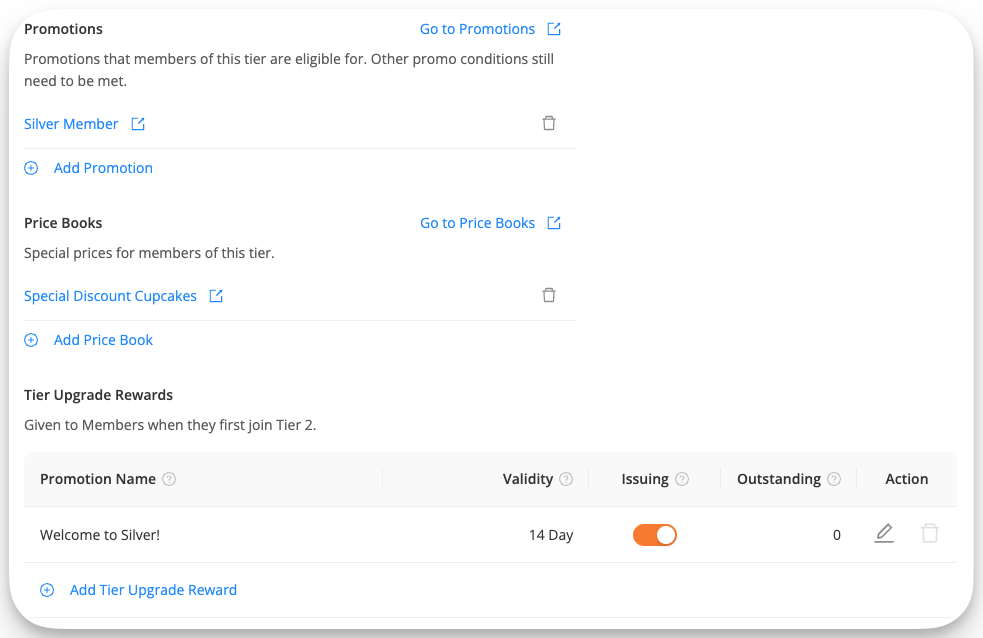 Promotions Go to Promotions
Promotions that members of this tier are eligible for. Other promo conditions still
need to be met.
Silver Member
Add Promotion
Price Books Go to Price Books
Special prices for members of this tier.
Special Discount Cupcakes
Add Price Book
Tier Upgrade Rewards
Given to Members when they first join Tier 2.
Promotion Name ? Validity ? Issuing ? Outstanding ? Action
Welcome to Silver! 14 Day 0
Add Tier Upgrade Reward